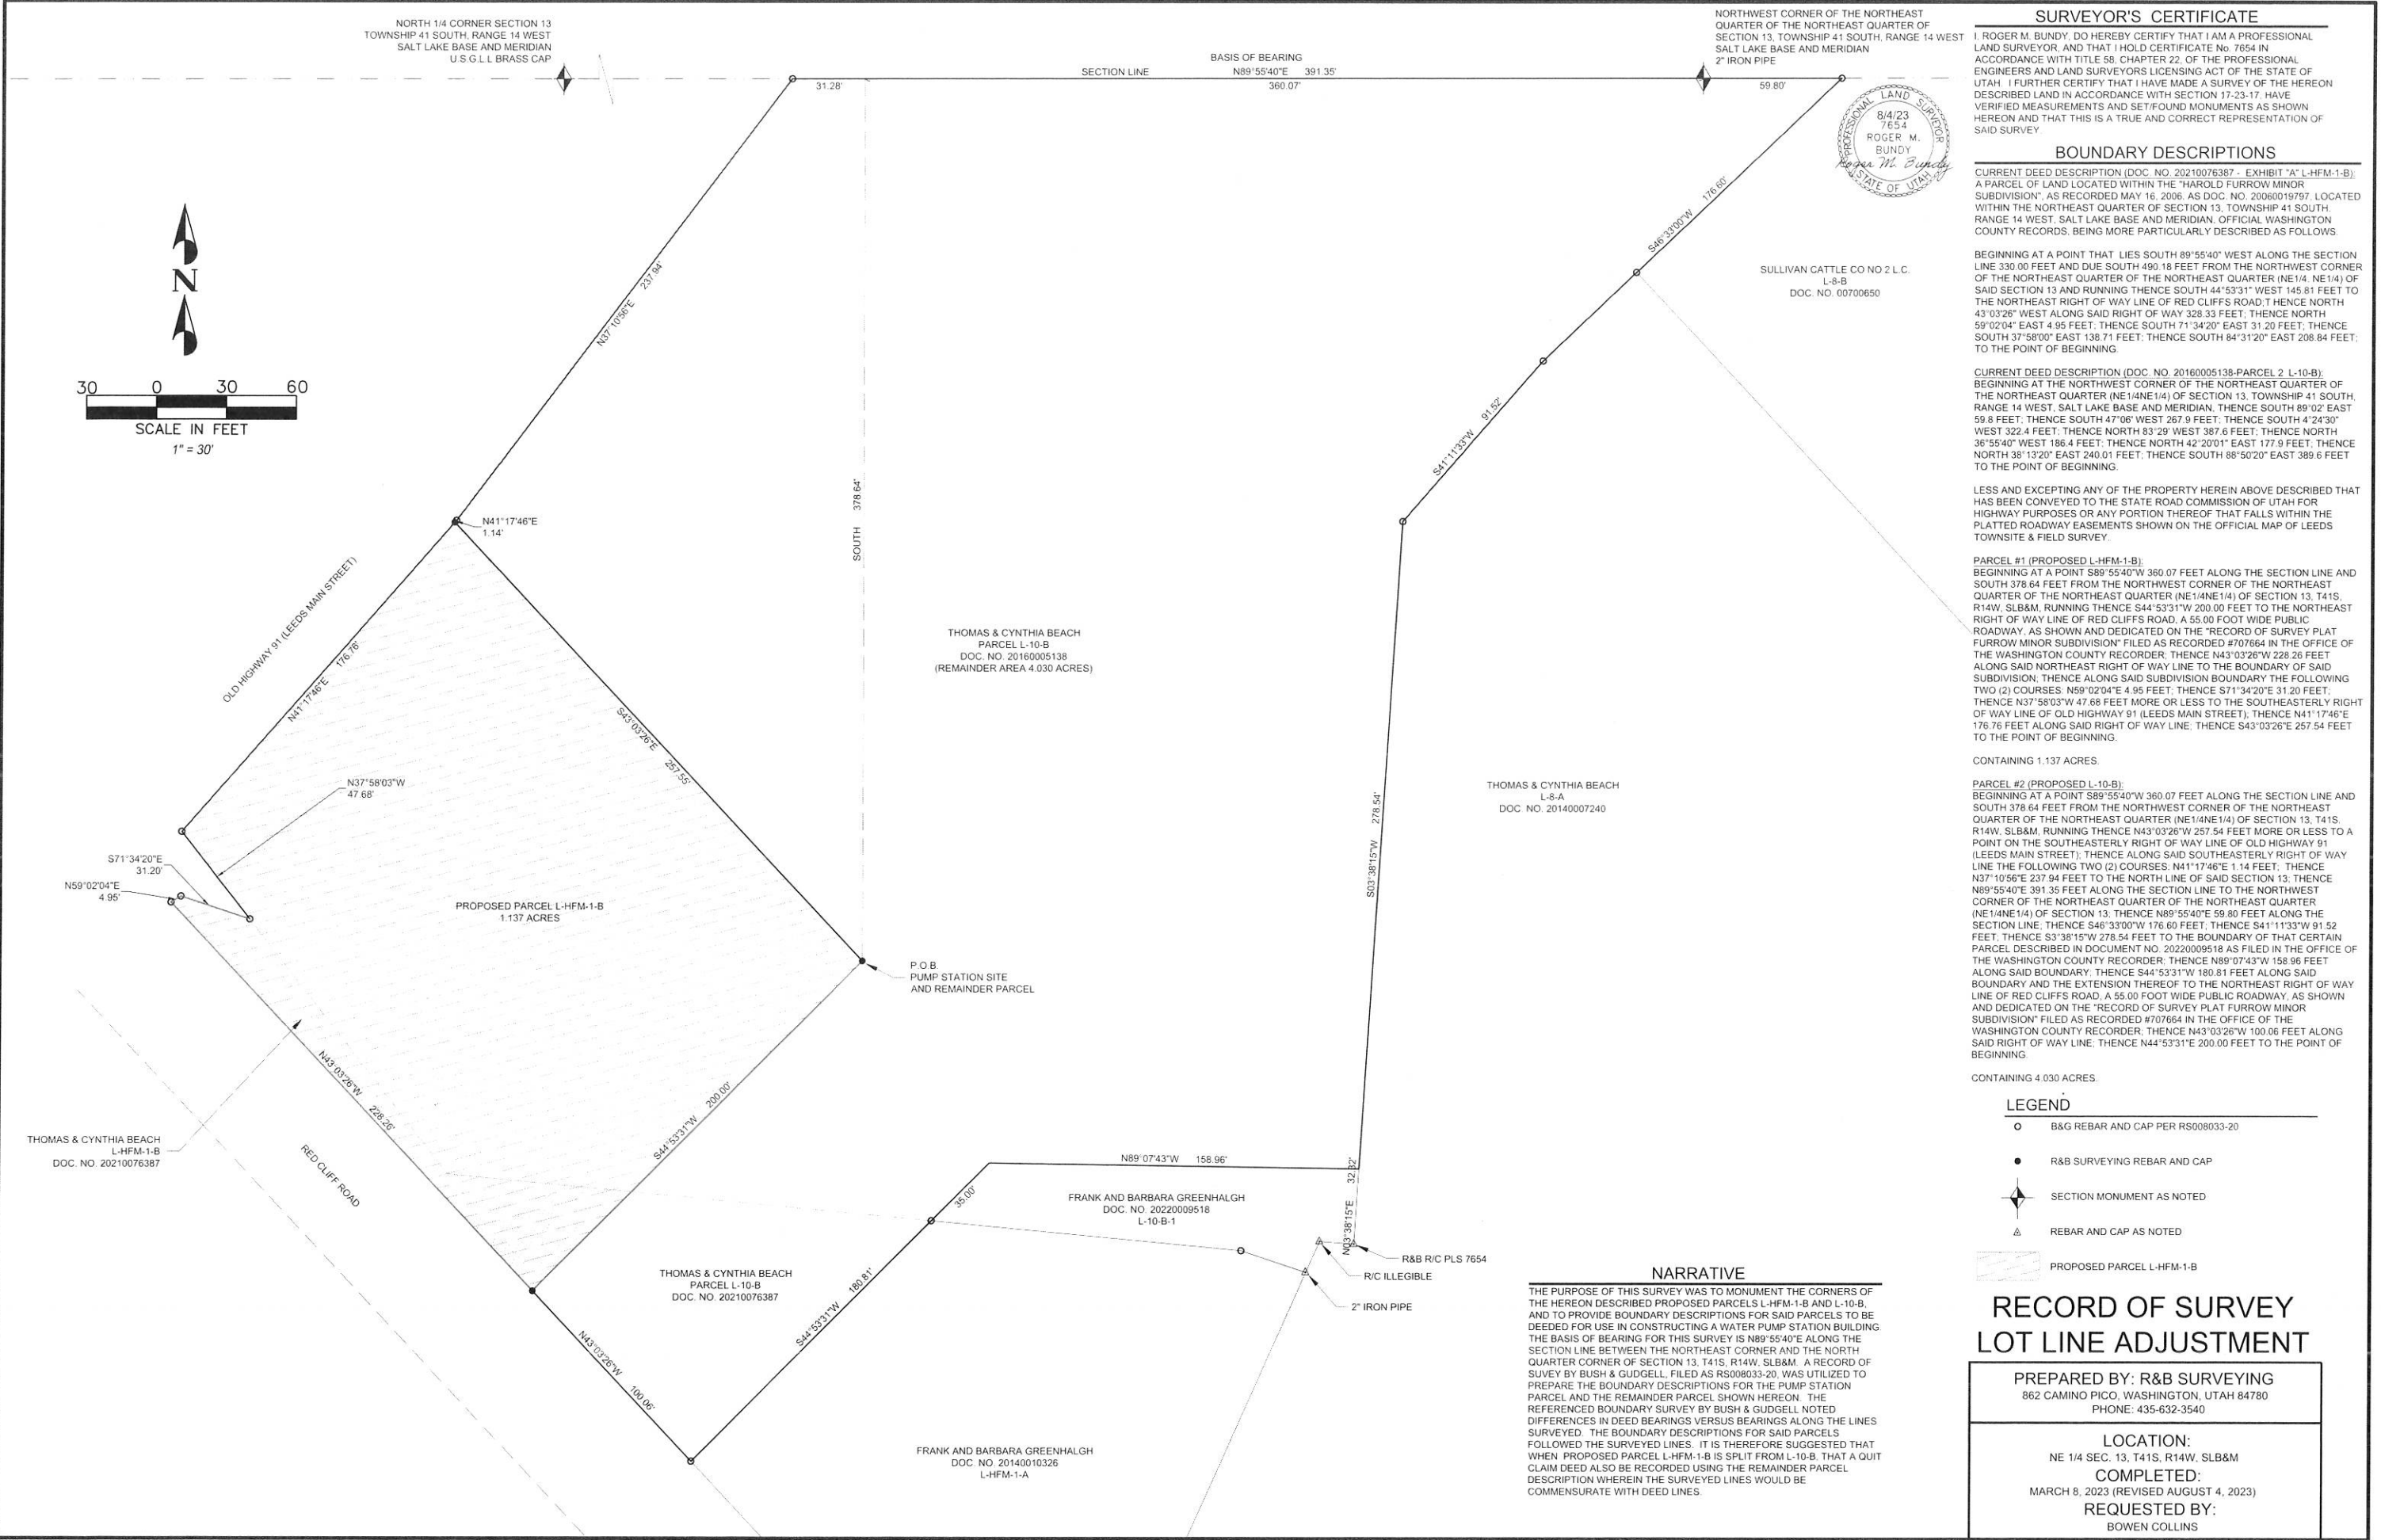 NORTH 1/4 CORNER SECTION 13
TOWNSHIP 41 SOUTH, RANGE 14 WEST
SALT LAKE BASE AND MERIDIAN
U.S.G.L.L BRASS CAP
BASIS OF BEARING
SECTION LINE N89°55'40"E 391.35'
31.28'
360.07'
59.80'
NORTHWEST CORNER OF THE NORTHEAST
QUARTER OF THE NORTHEAST QUARTER OF
SECTION 13, TOWNSHIP 41 SOUTH, RANGE 14 WEST
SALT LAKE BASE AND MERIDIAN
2" IRON PIPE
PROFESSIONAL LAND SURVEYOR
8/4/23
7654
ROGER M.
BUNDY
Roger M. Bundy
STATE OF UTAH
N
30 0 30 60
SCALE IN FEET
1" = 30'
N37°10'56"E 237.94'
S46°33'00"W 176.60'
SULLIVAN CATTLE CO NO 2 L.C.
L-8-B
DOC. NO. 00700650
S41°11'33"W 91.52'
SOUTH 378.64'
N41°17'46"E
1.14'
OLD HIGHWAY 91 (LEEDS MAIN STREET)
N41°17'46"E 176.76'
THOMAS & CYNTHIA BEACH
PARCEL L-10-B
DOC. NO. 20160005138
(REMAINDER AREA 4.030 ACRES)
S43°03'26"E 257.55'
N37°58'03"W
47.68'
THOMAS & CYNTHIA BEACH
L-8-A
DOC. NO. 20140007240
S03°38'15"W 278.54'
S71°34'20"E
31.20'
N59°02'04"E
4.95'
PROPOSED PARCEL L-HFM-1-B
1.137 ACRES
P.O.B.
PUMP STATION SITE
AND REMAINDER PARCEL
N43°03'26"W 228.26'
S44°53'31"W 200.00'
THOMAS & CYNTHIA BEACH
L-HFM-1-B
DOC. NO. 20210076387
RED CLIFF ROAD
N89°07'43"W 158.96'
35.00'
N03°38'15"E 32.32'
FRANK AND BARBARA GREENHALGH
DOC. NO. 20220009518
L-10-B-1
R&B R/C PLS 7654
R/C ILLEGIBLE
2" IRON PIPE
THOMAS & CYNTHIA BEACH
PARCEL L-10-B
DOC. NO. 20210076387
S44°53'31"W 180.81'
N43°03'26"W 100.06'
FRANK AND BARBARA GREENHALGH
DOC. NO. 20140010326
L-HFM-1-A
NARRATIVE
THE PURPOSE OF THIS SURVEY WAS TO MONUMENT THE CORNERS OF
THE HEREON DESCRIBED PROPOSED PARCELS L-HFM-1-B AND L-10-B,
AND TO PROVIDE BOUNDARY DESCRIPTIONS FOR SAID PARCELS TO BE
DEEDED FOR USE IN CONSTRUCTING A WATER PUMP STATION BUILDING.
THE BASIS OF BEARING FOR THIS SURVEY IS N89°55'40"E ALONG THE
SECTION LINE BETWEEN THE NORTHEAST CORNER AND THE NORTH
QUARTER CORNER OF SECTION 13, T41S, R14W, SLB&M. A RECORD OF
SUVEY BY BUSH & GUDGELL, FILED AS RS008033-20, WAS UTILIZED TO
PREPARE THE BOUNDARY DESCRIPTIONS FOR THE PUMP STATION
PARCEL AND THE REMAINDER PARCEL SHOWN HEREON. THE
REFERENCED BOUNDARY SURVEY BY BUSH & GUDGELL NOTED
DIFFERENCES IN DEED BEARINGS VERSUS BEARINGS ALONG THE LINES
SURVEYED. THE BOUNDARY DESCRIPTIONS FOR SAID PARCELS
FOLLOWED THE SURVEYED LINES. IT IS THEREFORE SUGGESTED THAT
WHEN PROPOSED PARCEL L-HFM-1-B IS SPLIT FROM L-10-B, THAT A QUIT
CLAIM DEED ALSO BE RECORDED USING THE REMAINDER PARCEL
DESCRIPTION WHEREIN THE SURVEYED LINES WOULD BE
COMMENSURATE WITH DEED LINES.
SURVEYOR'S CERTIFICATE
I, ROGER M. BUNDY, DO HEREBY CERTIFY THAT I AM A PROFESSIONAL
LAND SURVEYOR, AND THAT I HOLD CERTIFICATE No. 7654 IN
ACCORDANCE WITH TITLE 58, CHAPTER 22, OF THE PROFESSIONAL
ENGINEERS AND LAND SURVEYORS LICENSING ACT OF THE STATE OF
UTAH. I FURTHER CERTIFY THAT I HAVE MADE A SURVEY OF THE HEREON
DESCRIBED LAND IN ACCORDANCE WITH SECTION 17-23-17, HAVE
VERIFIED MEASUREMENTS AND SET/FOUND MONUMENTS AS SHOWN
HEREON AND THAT THIS IS A TRUE AND CORRECT REPRESENTATION OF
SAID SURVEY.
BOUNDARY DESCRIPTIONS
CURRENT DEED DESCRIPTION (DOC. NO. 20210076387 - EXHIBIT "A" L-HFM-1-B):
A PARCEL OF LAND LOCATED WITHIN THE "HAROLD FURROW MINOR
SUBDIVISION", AS RECORDED MAY 16, 2006, AS DOC. NO. 20060019797, LOCATED
WITHIN THE NORTHEAST QUARTER OF SECTION 13, TOWNSHIP 41 SOUTH,
RANGE 14 WEST, SALT LAKE BASE AND MERIDIAN, OFFICIAL WASHINGTON
COUNTY RECORDS, BEING MORE PARTICULARLY DESCRIBED AS FOLLOWS.
BEGINNING AT A POINT THAT LIES SOUTH 89°55'40" WEST ALONG THE SECTION
LINE 330.00 FEET AND DUE SOUTH 490.18 FEET FROM THE NORTHWEST CORNER
OF THE NORTHEAST QUARTER OF THE NORTHEAST QUARTER (NE1/4, NE1/4) OF
SAID SECTION 13 AND RUNNING THENCE SOUTH 44°53'31" WEST 145.81 FEET TO
THE NORTHEAST RIGHT OF WAY LINE OF RED CLIFFS ROAD;T HENCE NORTH
43°03'26" WEST ALONG SAID RIGHT OF WAY 328.33 FEET; THENCE NORTH
59°02'04" EAST 4.95 FEET; THENCE SOUTH 71°34'20" EAST 31.20 FEET; THENCE
SOUTH 37°58'00" EAST 138.71 FEET; THENCE SOUTH 84°31'20" EAST 208.84 FEET;
TO THE POINT OF BEGINNING.
CURRENT DEED DESCRIPTION (DOC. NO. 20160005138-PARCEL 2 L-10-B):
BEGINNING AT THE NORTHWEST CORNER OF THE NORTHEAST QUARTER OF
THE NORTHEAST QUARTER (NE1/4NE1/4) OF SECTION 13, TOWNSHIP 41 SOUTH,
RANGE 14 WEST, SALT LAKE BASE AND MERIDIAN, THENCE SOUTH 89°02' EAST
59.8 FEET; THENCE SOUTH 47°06' WEST 267.9 FEET; THENCE SOUTH 4°24'30"
WEST 322.4 FEET; THENCE NORTH 83°29' WEST 387.6 FEET; THENCE NORTH
36°55'40" WEST 186.4 FEET; THENCE NORTH 42°20'01" EAST 177.9 FEET; THENCE
NORTH 38°13'20" EAST 240.01 FEET; THENCE SOUTH 88°50'20" EAST 389.6 FEET
TO THE POINT OF BEGINNING.
LESS AND EXCEPTING ANY OF THE PROPERTY HEREIN ABOVE DESCRIBED THAT
HAS BEEN CONVEYED TO THE STATE ROAD COMMISSION OF UTAH FOR
HIGHWAY PURPOSES OR ANY PORTION THEREOF THAT FALLS WITHIN THE
PLATTED ROADWAY EASEMENTS SHOWN ON THE OFFICIAL MAP OF LEEDS
TOWNSITE & FIELD SURVEY.
PARCEL #1 (PROPOSED L-HFM-1-B):
BEGINNING AT A POINT S89°55'40"W 360.07 FEET ALONG THE SECTION LINE AND
SOUTH 378.64 FEET FROM THE NORTHWEST CORNER OF THE NORTHEAST
QUARTER OF THE NORTHEAST QUARTER (NE1/4NE1/4) OF SECTION 13, T41S,
R14W, SLB&M, RUNNING THENCE S44°53'31"W 200.00 FEET TO THE NORTHEAST
RIGHT OF WAY LINE OF RED CLIFFS ROAD, A 55.00 FOOT WIDE PUBLIC
ROADWAY, AS SHOWN AND DEDICATED ON THE "RECORD OF SURVEY PLAT
FURROW MINOR SUBDIVISION" FILED AS RECORDED #707664 IN THE OFFICE OF
THE WASHINGTON COUNTY RECORDER; THENCE N43°03'26"W 228.26 FEET
ALONG SAID NORTHEAST RIGHT OF WAY LINE TO THE BOUNDARY OF SAID
SUBDIVISION; THENCE ALONG SAID SUBDIVISION BOUNDARY THE FOLLOWING
TWO (2) COURSES: N59°02'04"E 4.95 FEET; THENCE S71°34'20"E 31.20 FEET;
THENCE N37°58'03"W 47.68 FEET MORE OR LESS TO THE SOUTHEASTERLY RIGHT
OF WAY LINE OF OLD HIGHWAY 91 (LEEDS MAIN STREET); THENCE N41°17'46"E
176.76 FEET ALONG SAID RIGHT OF WAY LINE; THENCE S43°03'26"E 257.54 FEET
TO THE POINT OF BEGINNING.
CONTAINING 1.137 ACRES.
PARCEL #2 (PROPOSED L-10-B):
BEGINNING AT A POINT S89°55'40"W 360.07 FEET ALONG THE SECTION LINE AND
SOUTH 378.64 FEET FROM THE NORTHWEST CORNER OF THE NORTHEAST
QUARTER OF THE NORTHEAST QUARTER (NE1/4NE1/4) OF SECTION 13, T41S,
R14W, SLB&M, RUNNING THENCE N43°03'26"W 257.54 FEET MORE OR LESS TO A
POINT ON THE SOUTHEASTERLY RIGHT OF WAY LINE OF OLD HIGHWAY 91
(LEEDS MAIN STREET); THENCE ALONG SAID SOUTHEASTERLY RIGHT OF WAY
LINE THE FOLLOWING TWO (2) COURSES: N41°17'46"E 1.14 FEET; THENCE
N37°10'56"E 237.94 FEET TO THE NORTH LINE OF SAID SECTION 13; THENCE
N89°55'40"E 391.35 FEET ALONG THE SECTION LINE TO THE NORTHWEST
CORNER OF THE NORTHEAST QUARTER OF THE NORTHEAST QUARTER
(NE1/4NE1/4) OF SECTION 13; THENCE N89°55'40"E 59.80 FEET ALONG THE
SECTION LINE; THENCE S46°33'00"W 176.60 FEET; THENCE S41°11'33"W 91.52
FEET; THENCE S3°38'15"W 278.54 FEET TO THE BOUNDARY OF THAT CERTAIN
PARCEL DESCRIBED IN DOCUMENT NO. 20220009518 AS FILED IN THE OFFICE OF
THE WASHINGTON COUNTY RECORDER; THENCE N89°07'43"W 158.96 FEET
ALONG SAID BOUNDARY; THENCE S44°53'31"W 180.81 FEET ALONG SAID
BOUNDARY AND THE EXTENSION THEREOF TO THE NORTHEAST RIGHT OF WAY
LINE OF RED CLIFFS ROAD, A 55.00 FOOT WIDE PUBLIC ROADWAY, AS SHOWN
AND DEDICATED ON THE "RECORD OF SURVEY PLAT FURROW MINOR
SUBDIVISION" FILED AS RECORDED #707664 IN THE OFFICE OF THE
WASHINGTON COUNTY RECORDER; THENCE N43°03'26"W 100.06 FEET ALONG
SAID RIGHT OF WAY LINE; THENCE N44°53'31"E 200.00 FEET TO THE POINT OF
BEGINNING.
CONTAINING 4.030 ACRES.
LEGEND
B&G REBAR AND CAP PER RS008033-20
R&B SURVEYING REBAR AND CAP
SECTION MONUMENT AS NOTED
REBAR AND CAP AS NOTED
PROPOSED PARCEL L-HFM-1-B
RECORD OF SURVEY
LOT LINE ADJUSTMENT
PREPARED BY: R&B SURVEYING
862 CAMINO PICO, WASHINGTON, UTAH 84780
PHONE: 435-632-3540
LOCATION:
NE 1/4 SEC. 13, T41S, R14W, SLB&M
COMPLETED:
MARCH 8, 2023 (REVISED AUGUST 4, 2023)
REQUESTED BY:
BOWEN COLLINS